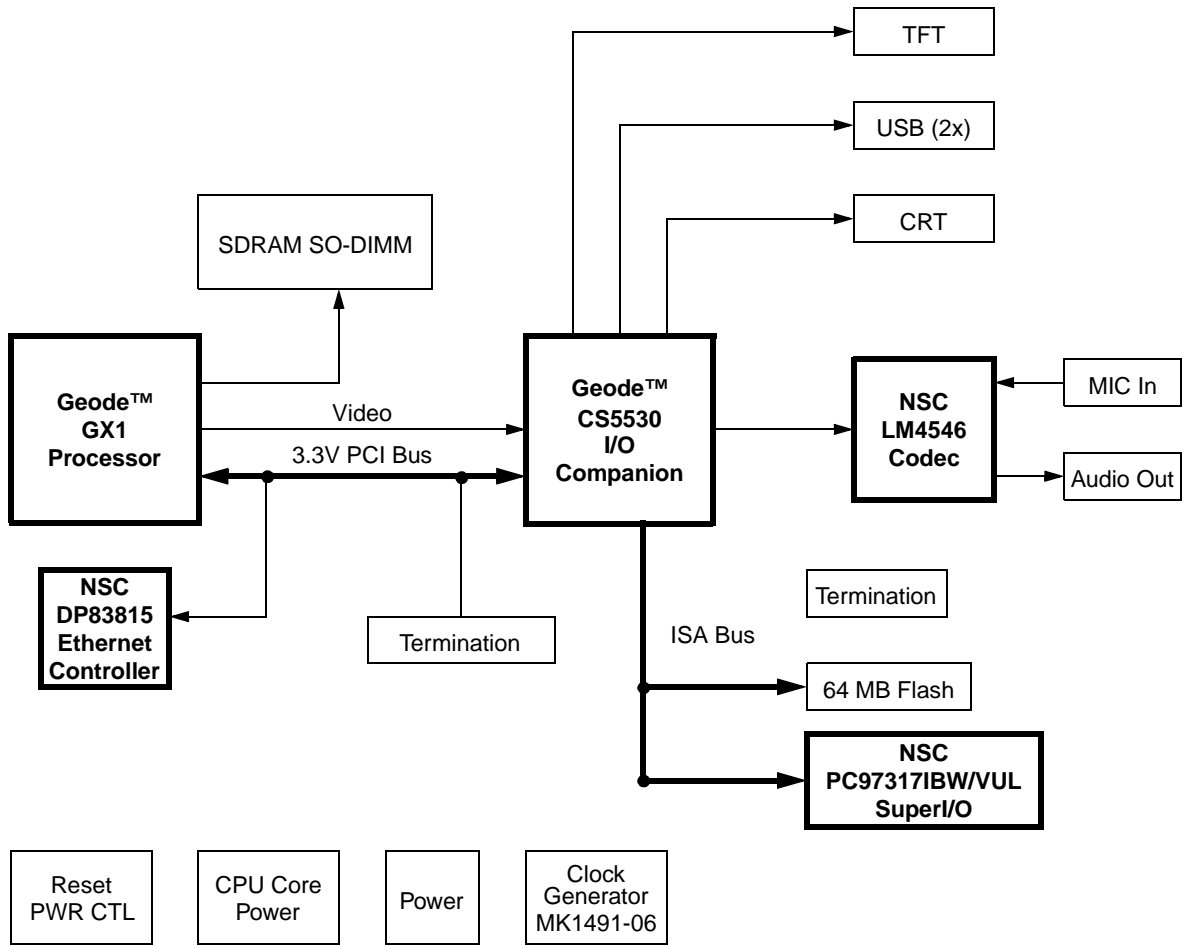 TFT
USB (2x)
CRT
SDRAM SO-DIMM
Geode™
GX1
Processor
Video
3.3V PCI Bus
Geode™
CS5530
I/O
Companion
NSC
LM4546
Codec
MIC In
Audio Out
NSC
DP83815
Ethernet
Controller
Termination
ISA Bus
Termination
64 MB Flash
NSC
PC97317IBW/VUL
SuperI/O
Reset
PWR CTL
CPU Core
Power
Power
Clock
Generator
MK1491-06